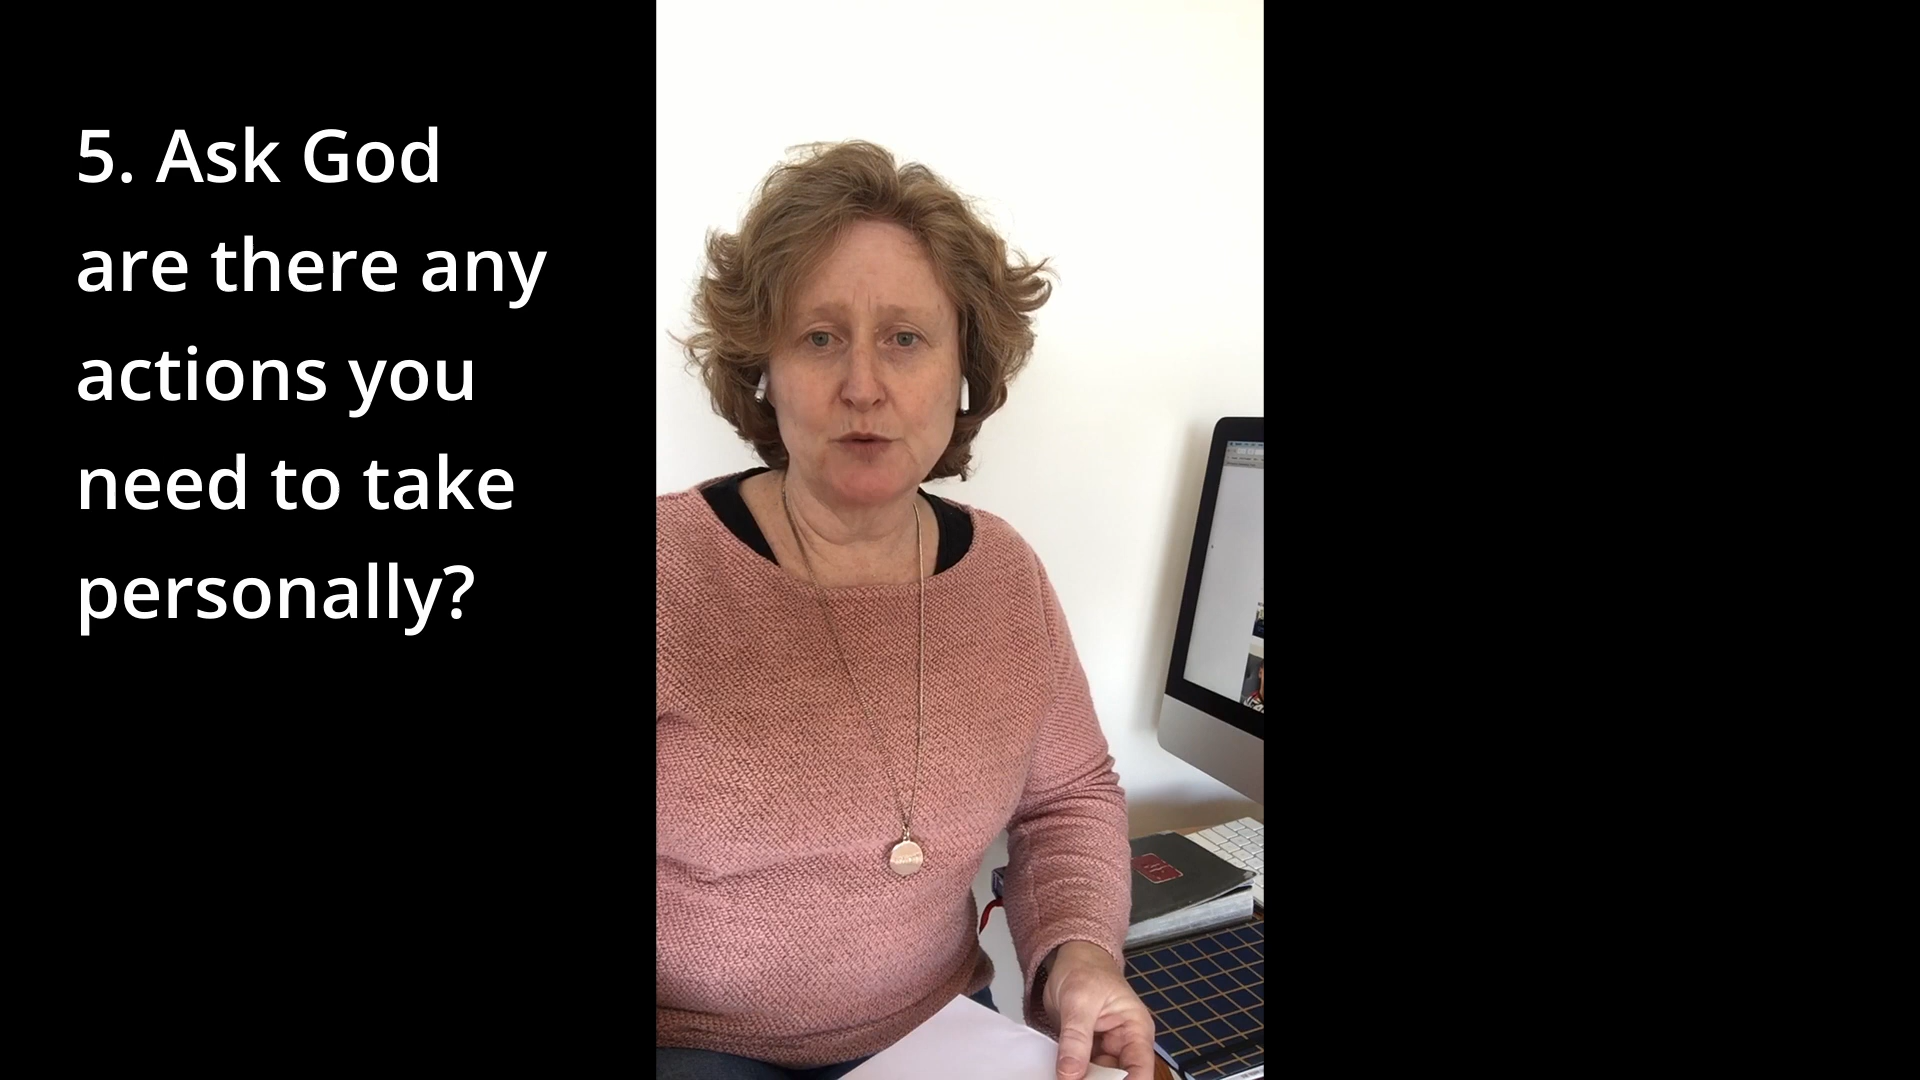 5. Ask God
are there any
actions you
need to take
personally?